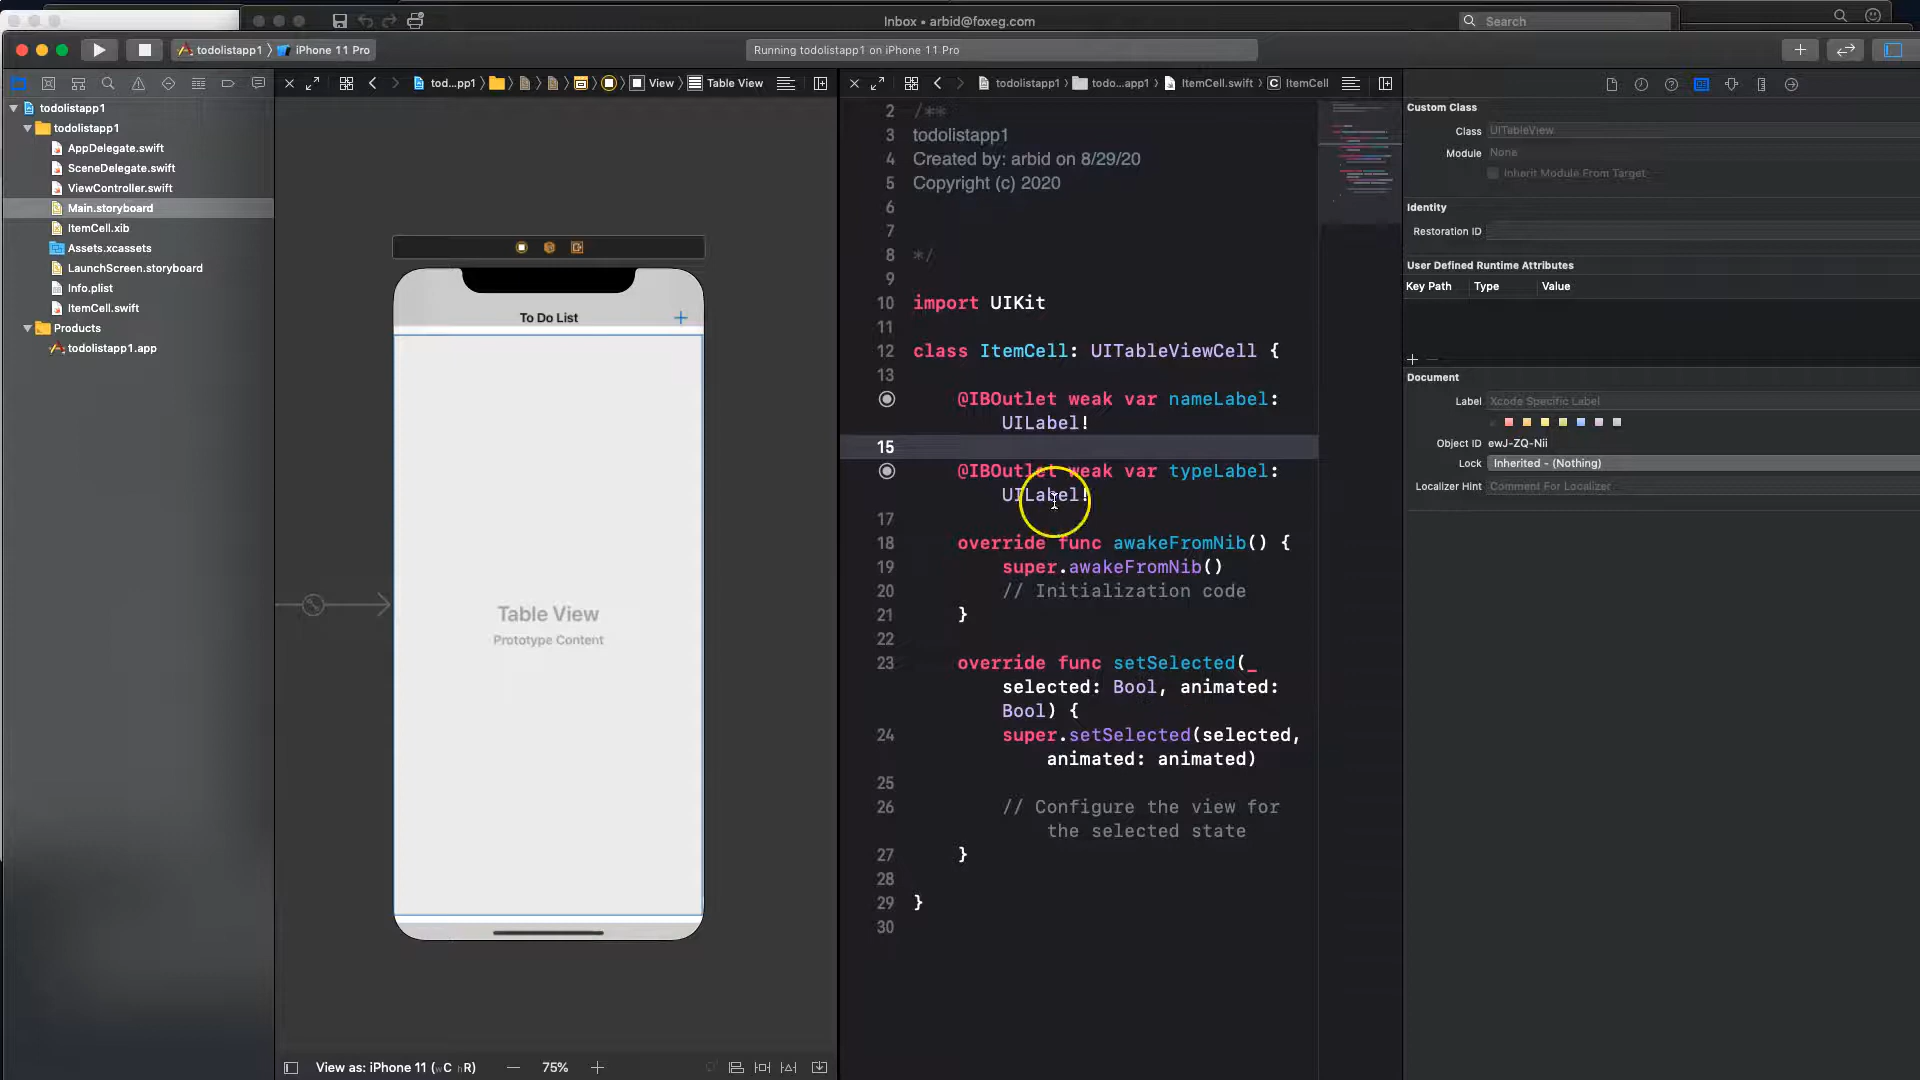 Inbox • arbid@foxeg.com
Search
todolistapp1
iPhone 11 Pro
Running todolistapp1 on iPhone 11 Pro
tod...pp1
View
Table View
todolistapp1
todo...app1
ItemCell.swift
C
ItemCell
todolistapp1
todolistapp1
AppDelegate.swift
SceneDelegate.swift
ViewController.swift
Main.storyboard
ItemCell.xib
Assets.xcassets
LaunchScreen.storyboard
Info.plist
ItemCell.swift
Products
todolistapp1.app
To Do List
+
Table View
Prototype Content
View as: iPhone 11 (wC hR)
— 75% +
2 /**
3 todolistapp1
4 Created by: arbid on 8/29/20
5 Copyright (c) 2020
6
7
8 */
9
10 import UIKit
11
12 class ItemCell: UITableViewCell {
13
@IBOutlet weak var nameLabel:
UILabel!
15
@IBOutlet weak var typeLabel:
UILabel!
17
18 override func awakeFromNib() {
19 super.awakeFromNib()
20 // Initialization code
21 }
22
23 override func setSelected(_
selected: Bool, animated:
Bool) {
24 super.setSelected(selected,
animated: animated)
25
26 // Configure the view for
the selected state
27 }
28
29 }
30
Custom Class
Class UITableView
Module None
Inherit Module From Target
Identity
Restoration ID
User Defined Runtime Attributes
Key Path Type Value
+ —
Document
Label Xcode Specific Label
Object ID ewJ-ZQ-Nii
Lock Inherited - (Nothing)
Localizer Hint Comment For Localizer